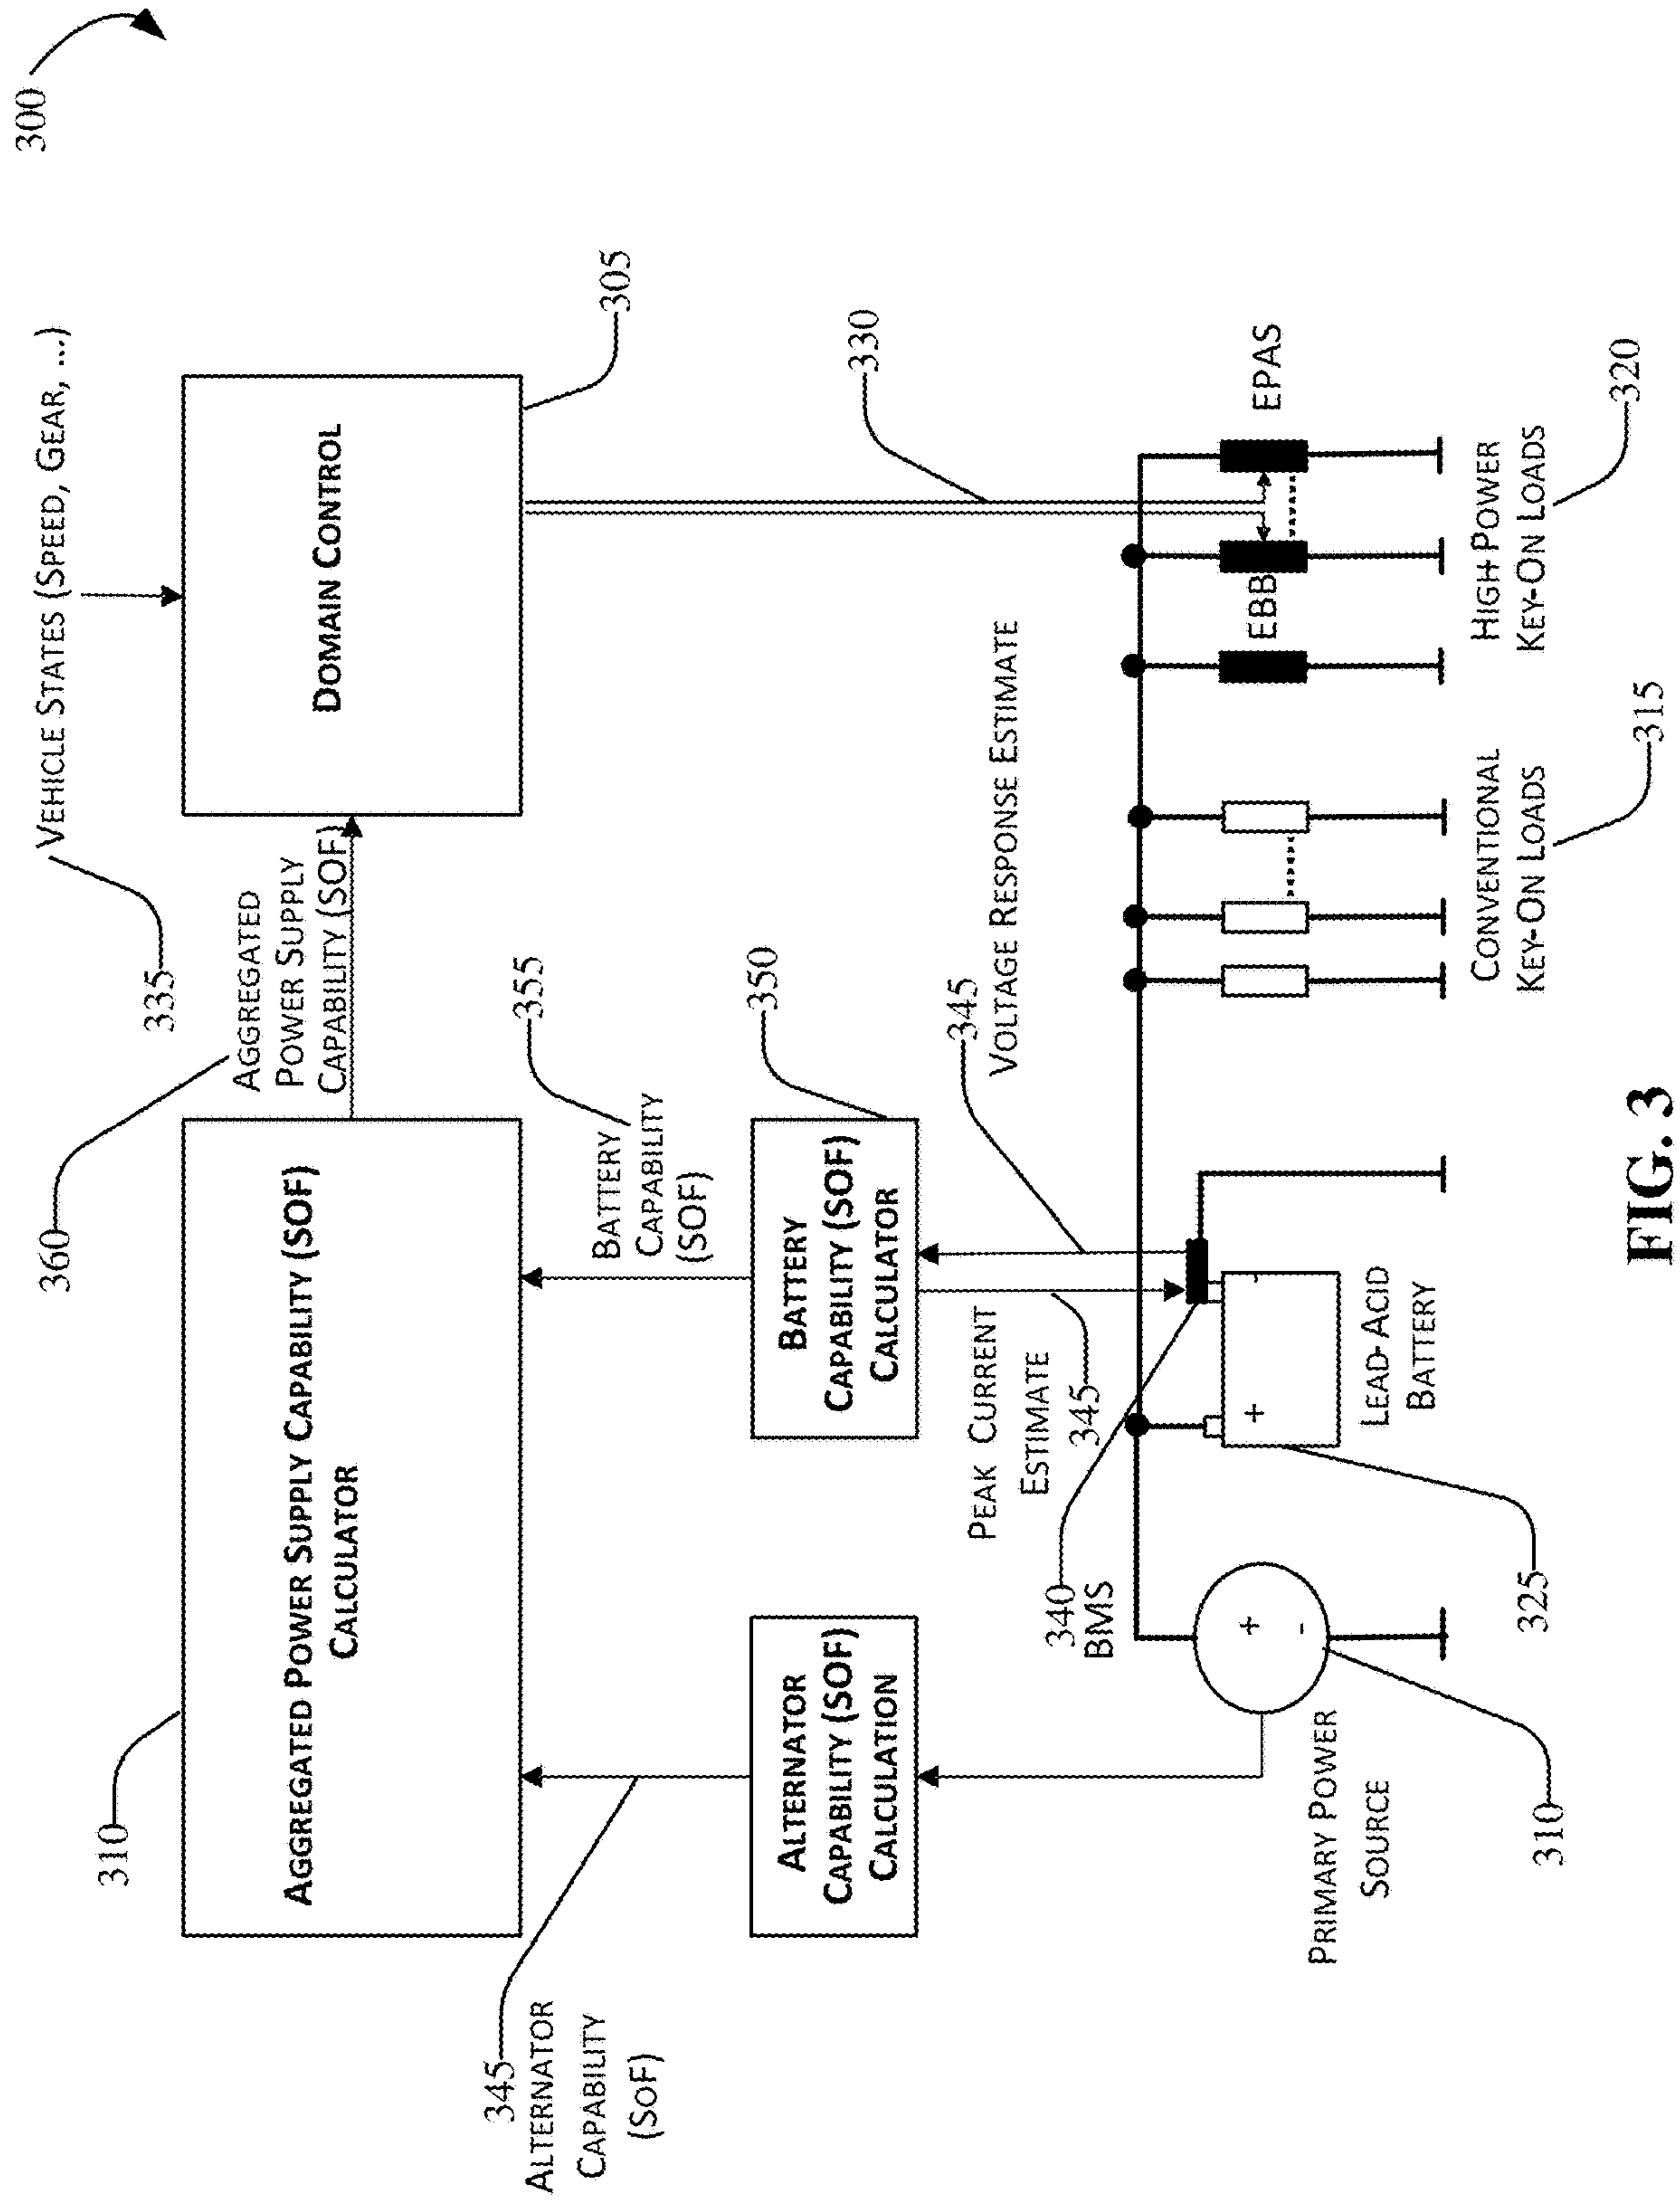 300
VEHICLE STATES (SPEED, GEAR, ...)
335
360
AGGREGATED
POWER SUPPLY
CAPABILITY (SOF)
DOMAIN CONTROL
305
310
AGGREGATED POWER SUPPLY CAPABILITY (SOF)
CALCULATOR
345
ALTERNATOR
CAPABILITY
(SOF)
BATTERY
CAPABILITY
(SOF)
355
ALTERNATOR
CAPABILITY (SOF)
CALCULATION
BATTERY
CAPABILITY (SOF)
CALCULATOR
350
330
PEAK CURRENT
ESTIMATE
345
345
VOLTAGE RESPONSE ESTIMATE
340
BMS
+
-
+
-
EBB
EPAS
PRIMARY POWER
SOURCE
310
LEAD-ACID
BATTERY
325
CONVENTIONAL
KEY-ON LOADS
315
HIGH POWER
KEY-ON LOADS
320
FIG. 3